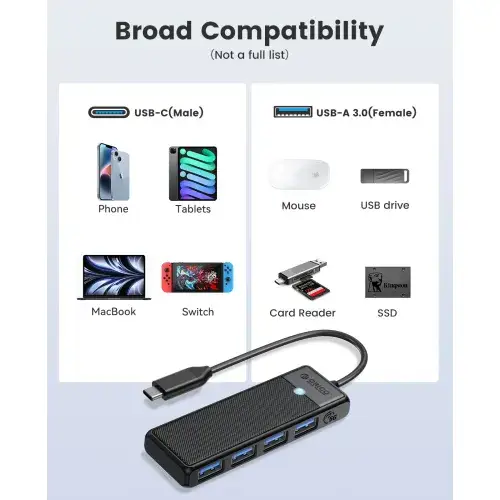 Broad Compatibility
(Not a full list)
USB-C(Male)
USB-A 3.0(Female)
Phone
Tablets
Mouse
USB drive
MacBook
Switch
Card Reader
SSD
Kingston
ORICO